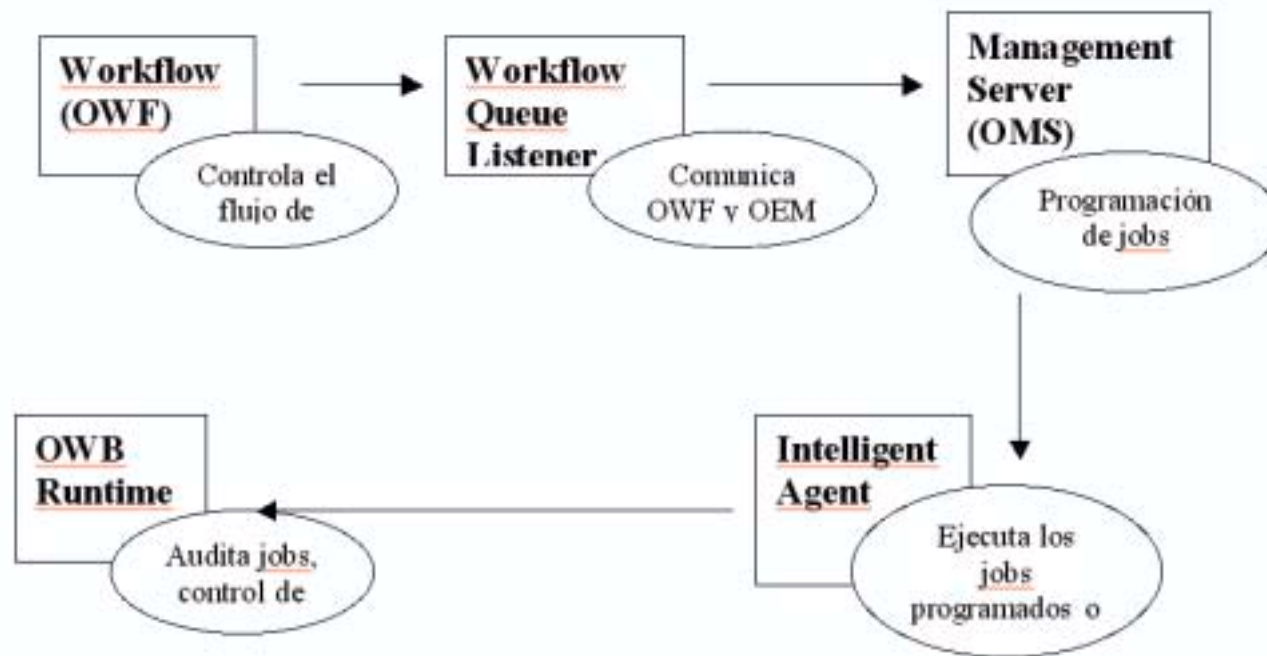 Workflow
(OWF)
Controla el
flujo de
Workflow
Queue
Listener
Comunica
OWF y OEM
Management
Server
(OMS)
Programación
de jobs
OWB
Runtime
Audita jobs,
control de
Intelligent
Agent
Ejecuta los
jobs
programados o